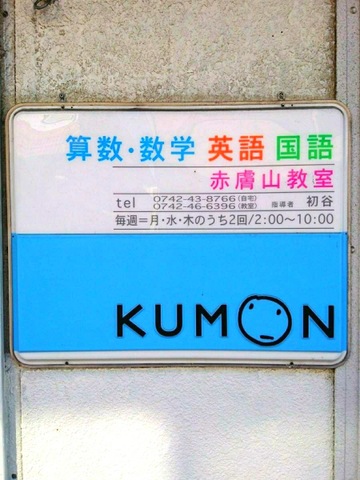 算数・数学 英語 国語
赤膚山教室
tel 0742-43-8766(自宅)
0742-46-6396(教室) 指導者 初谷
毎週=月・水・木のうち2回/2:00〜10:00
KUMON